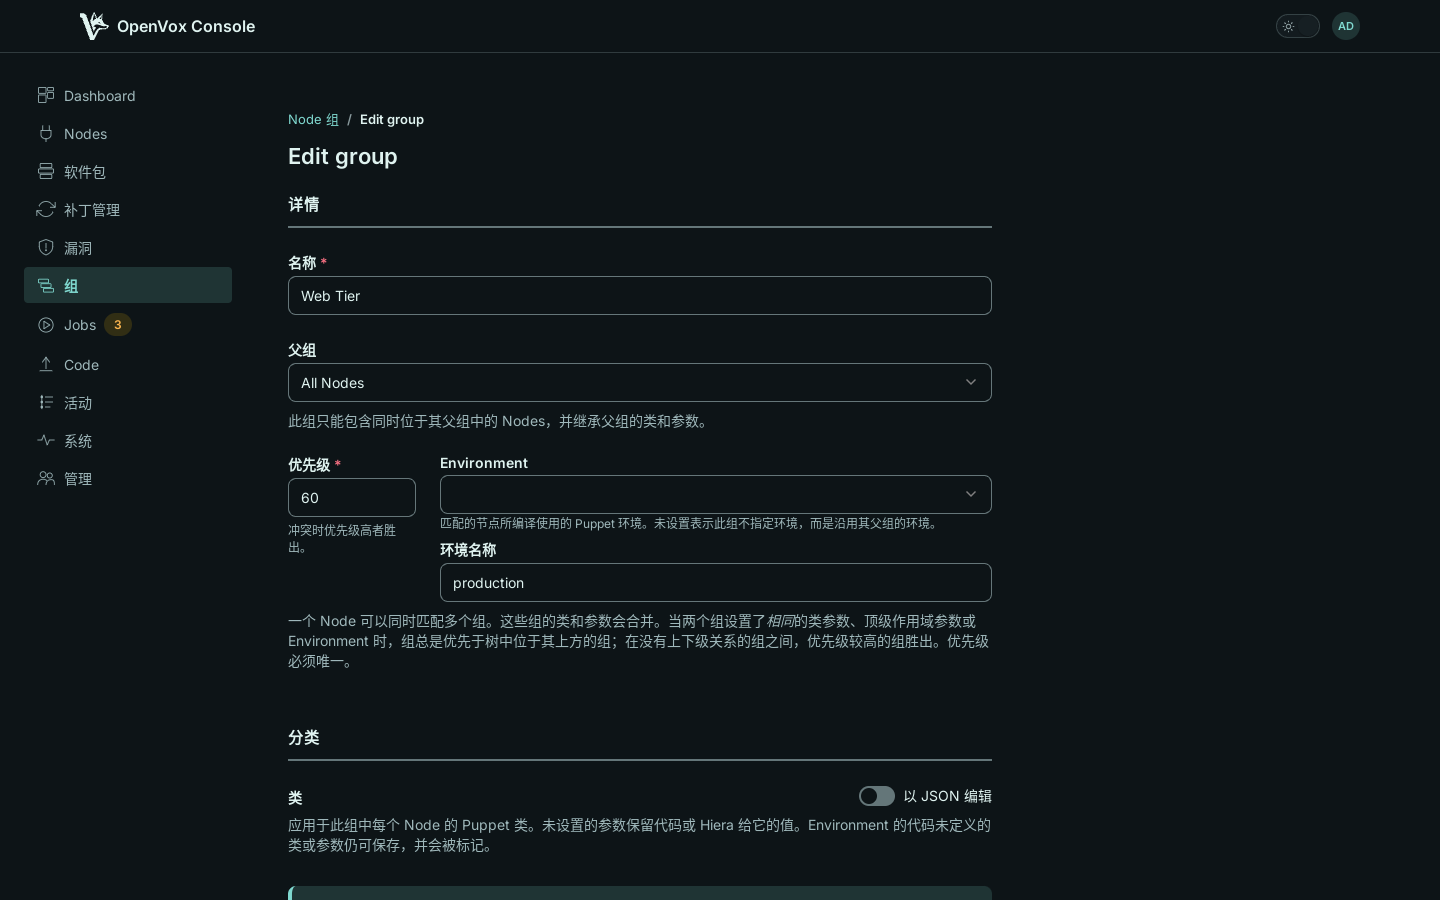 OpenVox Console
AD
Dashboard
Nodes
软件包
补丁管理
漏洞
组
Jobs 3
Code
活动
系统
管理
Node 组 / Edit group
Edit group
详情
名称 *
Web Tier
父组
All Nodes
此组只能包含同时位于其父组中的 Nodes，并继承父组的类和参数。
优先级 *
60
冲突时优先级高者胜
出。
Environment
匹配的节点所编译使用的 Puppet 环境。未设置表示此组不指定环境，而是沿用其父组的环境。
环境名称
production
一个 Node 可以同时匹配多个组。这些组的类和参数会合并。当两个组设置了相同的类参数、顶级作用域参数或
Environment 时，组总是优先于树中位于其上方的组；在没有上下级关系的组之间，优先级较高的组胜出。优先级
必须唯一。
分类
类
以 JSON 编辑
应用于此组中每个 Node 的 Puppet 类。未设置的参数保留代码或 Hiera 给它的值。Environment 的代码未定义的
类或参数仍可保存，并会被标记。